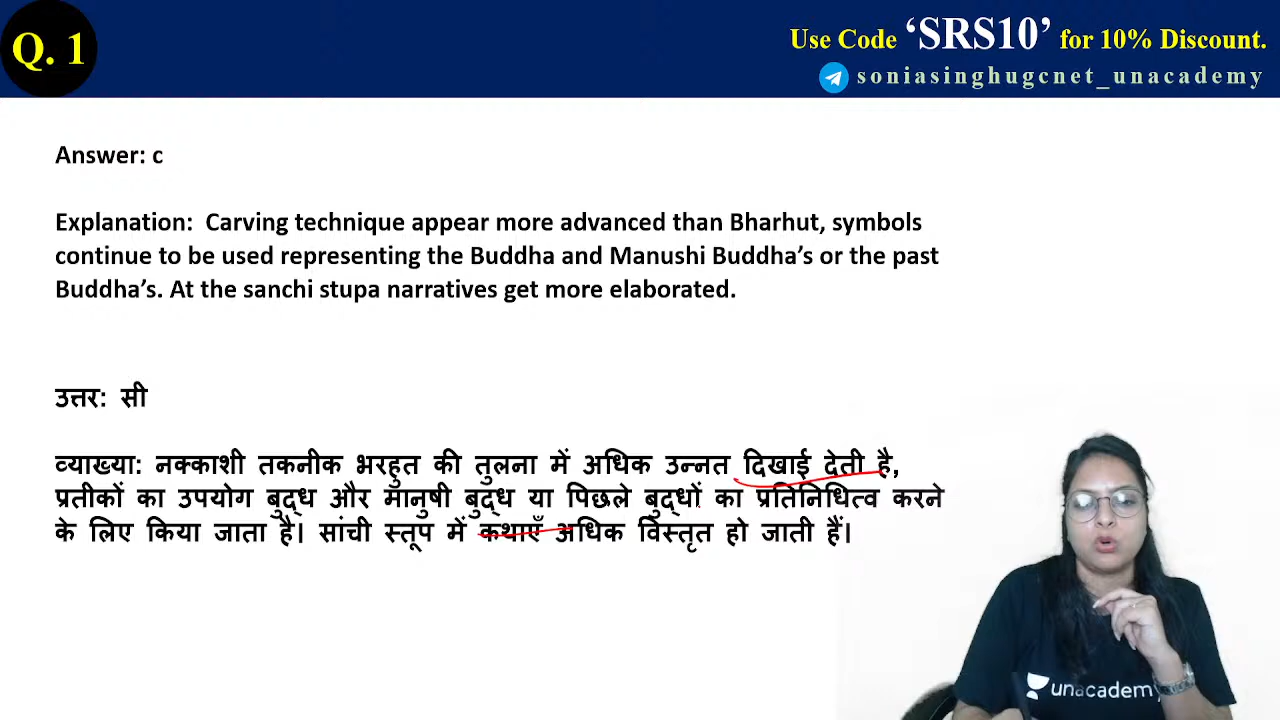 Q. 1
Use Code ‘SRS10’ for 10% Discount.
soniasinghugcnet_unacademy
Answer: c
Explanation: Carving technique appear more advanced than Bharhut, symbols
continue to be used representing the Buddha and Manushi Buddha’s or the past
Buddha’s. At the sanchi stupa narratives get more elaborated.
उत्तर: सी
व्याख्या: नक्काशी तकनीक भरहुत की तुलना में अधिक उन्नत दिखाई देती है,
प्रतीकों का उपयोग बुद्ध और मानुषी बुद्ध या पिछले बुद्धों का प्रतिनिधित्व करने
के लिए किया जाता है। सांची स्तूप में कथाएँ अधिक विस्तृत हो जाती हैं।
unacademy